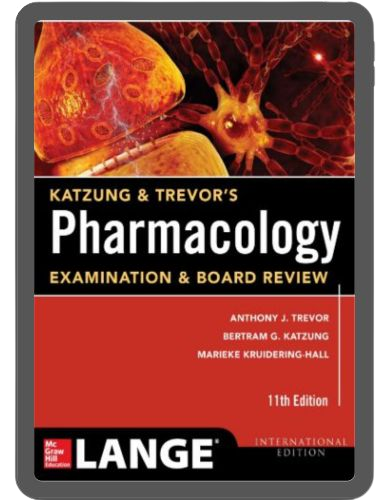 KATZUNG & TREVOR'S
Pharmacology
EXAMINATION & BOARD REVIEW
ANTHONY J. TREVOR
BERTRAM G. KATZUNG
MARIEKE KRUIDERING-HALL
11th Edition
Mc
Graw
Hill
Education
LANGE®
INTERNATIONAL
EDITION